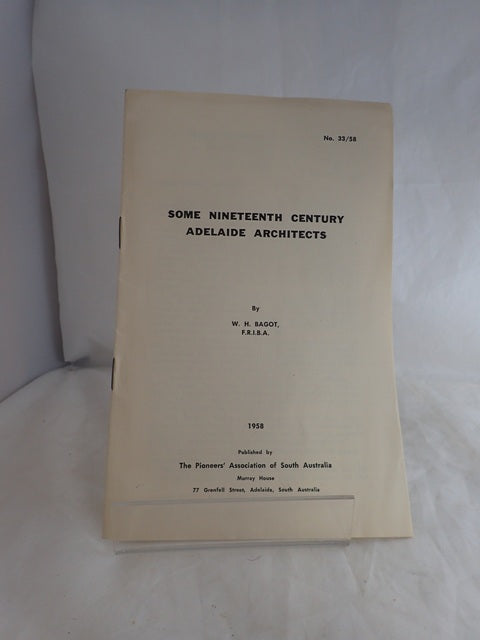 No. 33/58
SOME NINETEENTH CENTURY
ADELAIDE ARCHITECTS
By
W. H. BAGOT,
F.R.I.B.A.
1958
Published by
The Pioneers' Association of South Australia
Murray House
77 Grenfell Street, Adelaide, South Australia